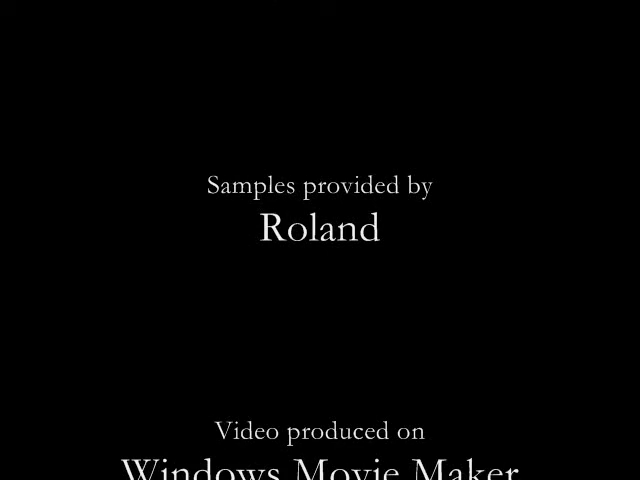 Samples provided by
Roland
Video produced on
Windows Movie Maker